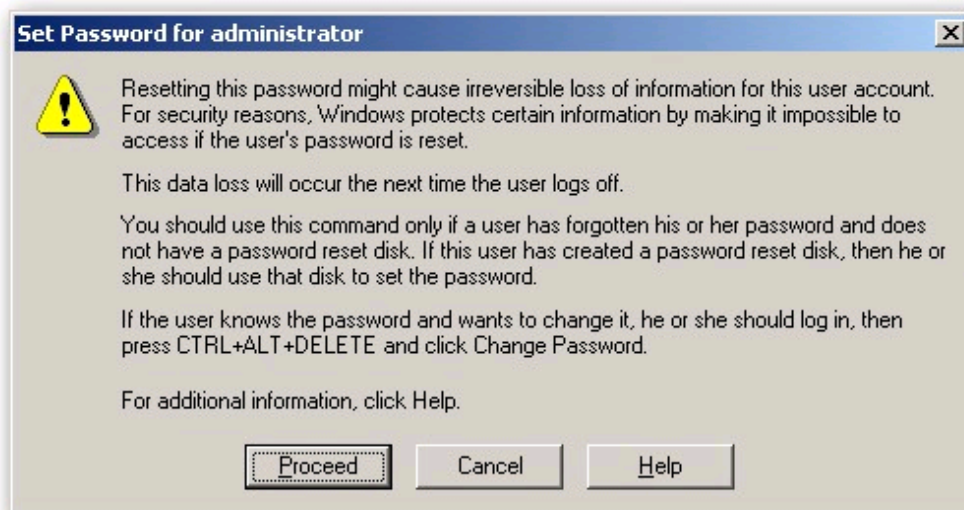 Set Password for administrator
Resetting this password might cause irreversible loss of information for this user account.
For security reasons, Windows protects certain information by making it impossible to
access if the user's password is reset.
This data loss will occur the next time the user logs off.
You should use this command only if a user has forgotten his or her password and does
not have a password reset disk. If this user has created a password reset disk, then he or
she should use that disk to set the password.
If the user knows the password and wants to change it, he or she should log in, then
press CTRL+ALT+DELETE and click Change Password.
For additional information, click Help.
Proceed Cancel Help